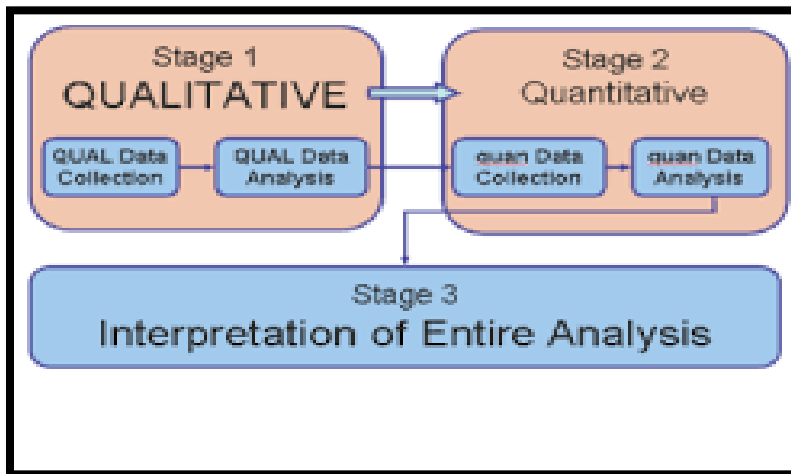 Stage 1
QUALITATIVE
QUAL Data
Collection
QUAL Data
Analysis
Stage 2
Quantitative
quan Data
Collection
quan Data
Analysis
Stage 3
Interpretation of Entire Analysis